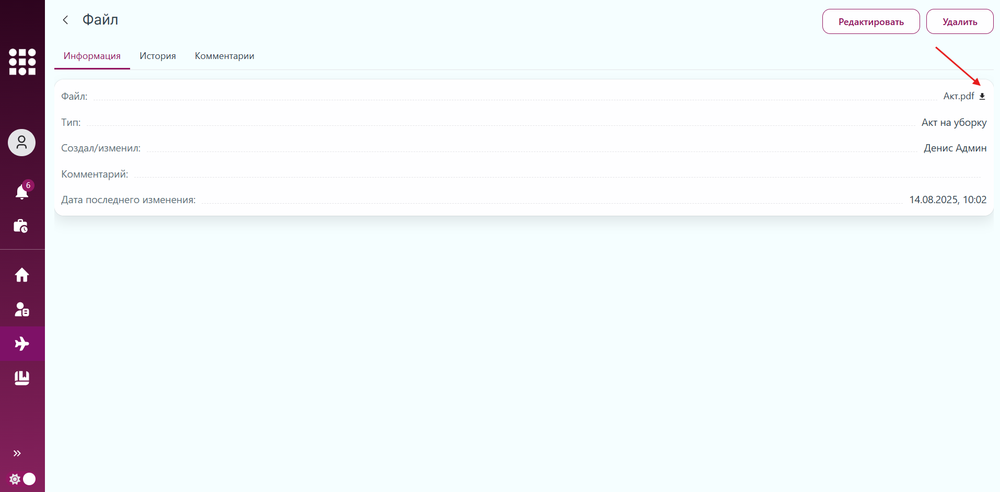 Файл
Редактировать
Удалить
Информация
История
Комментарии
Файл: Акт.pdf
Тип: Акт на уборку
Создал/изменил: Денис Админ
Комментарий:
Дата последнего изменения: 14.08.2025, 10:02
6